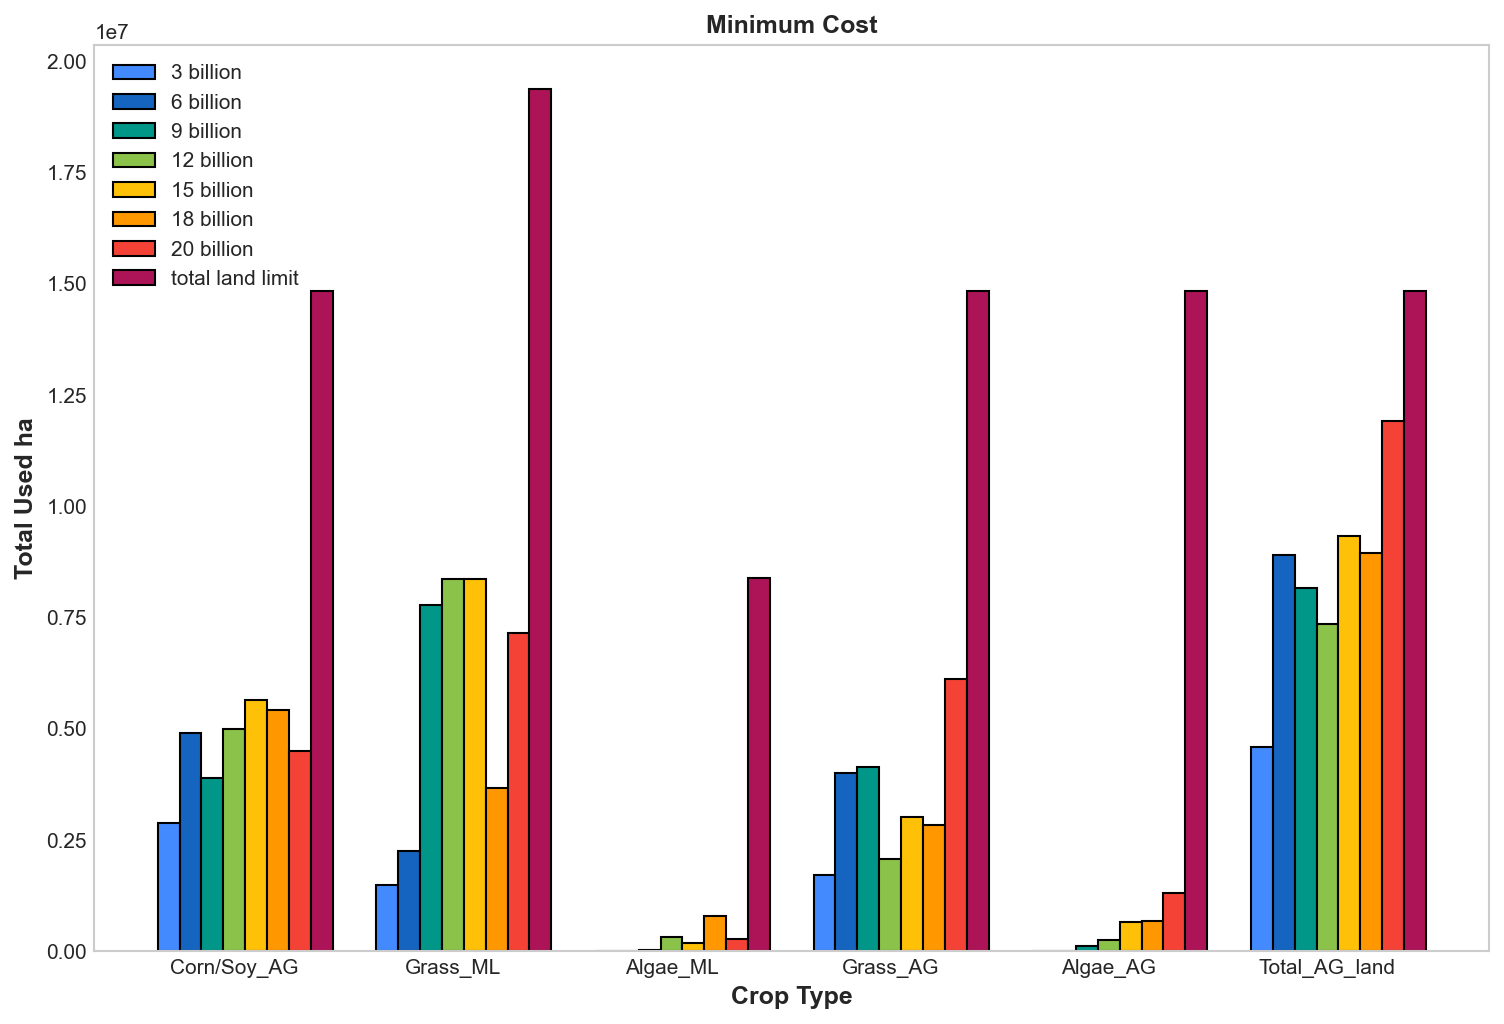 Minimum Cost
1e7
2.00
1.75
1.50
1.25
1.00
0.75
0.50
0.25
0.00
Total Used ha
3 billion
6 billion
9 billion
12 billion
15 billion
18 billion
20 billion
total land limit
Corn/Soy_AG
Grass_ML
Algae_ML
Grass_AG
Algae_AG
Total_AG_land
Crop Type